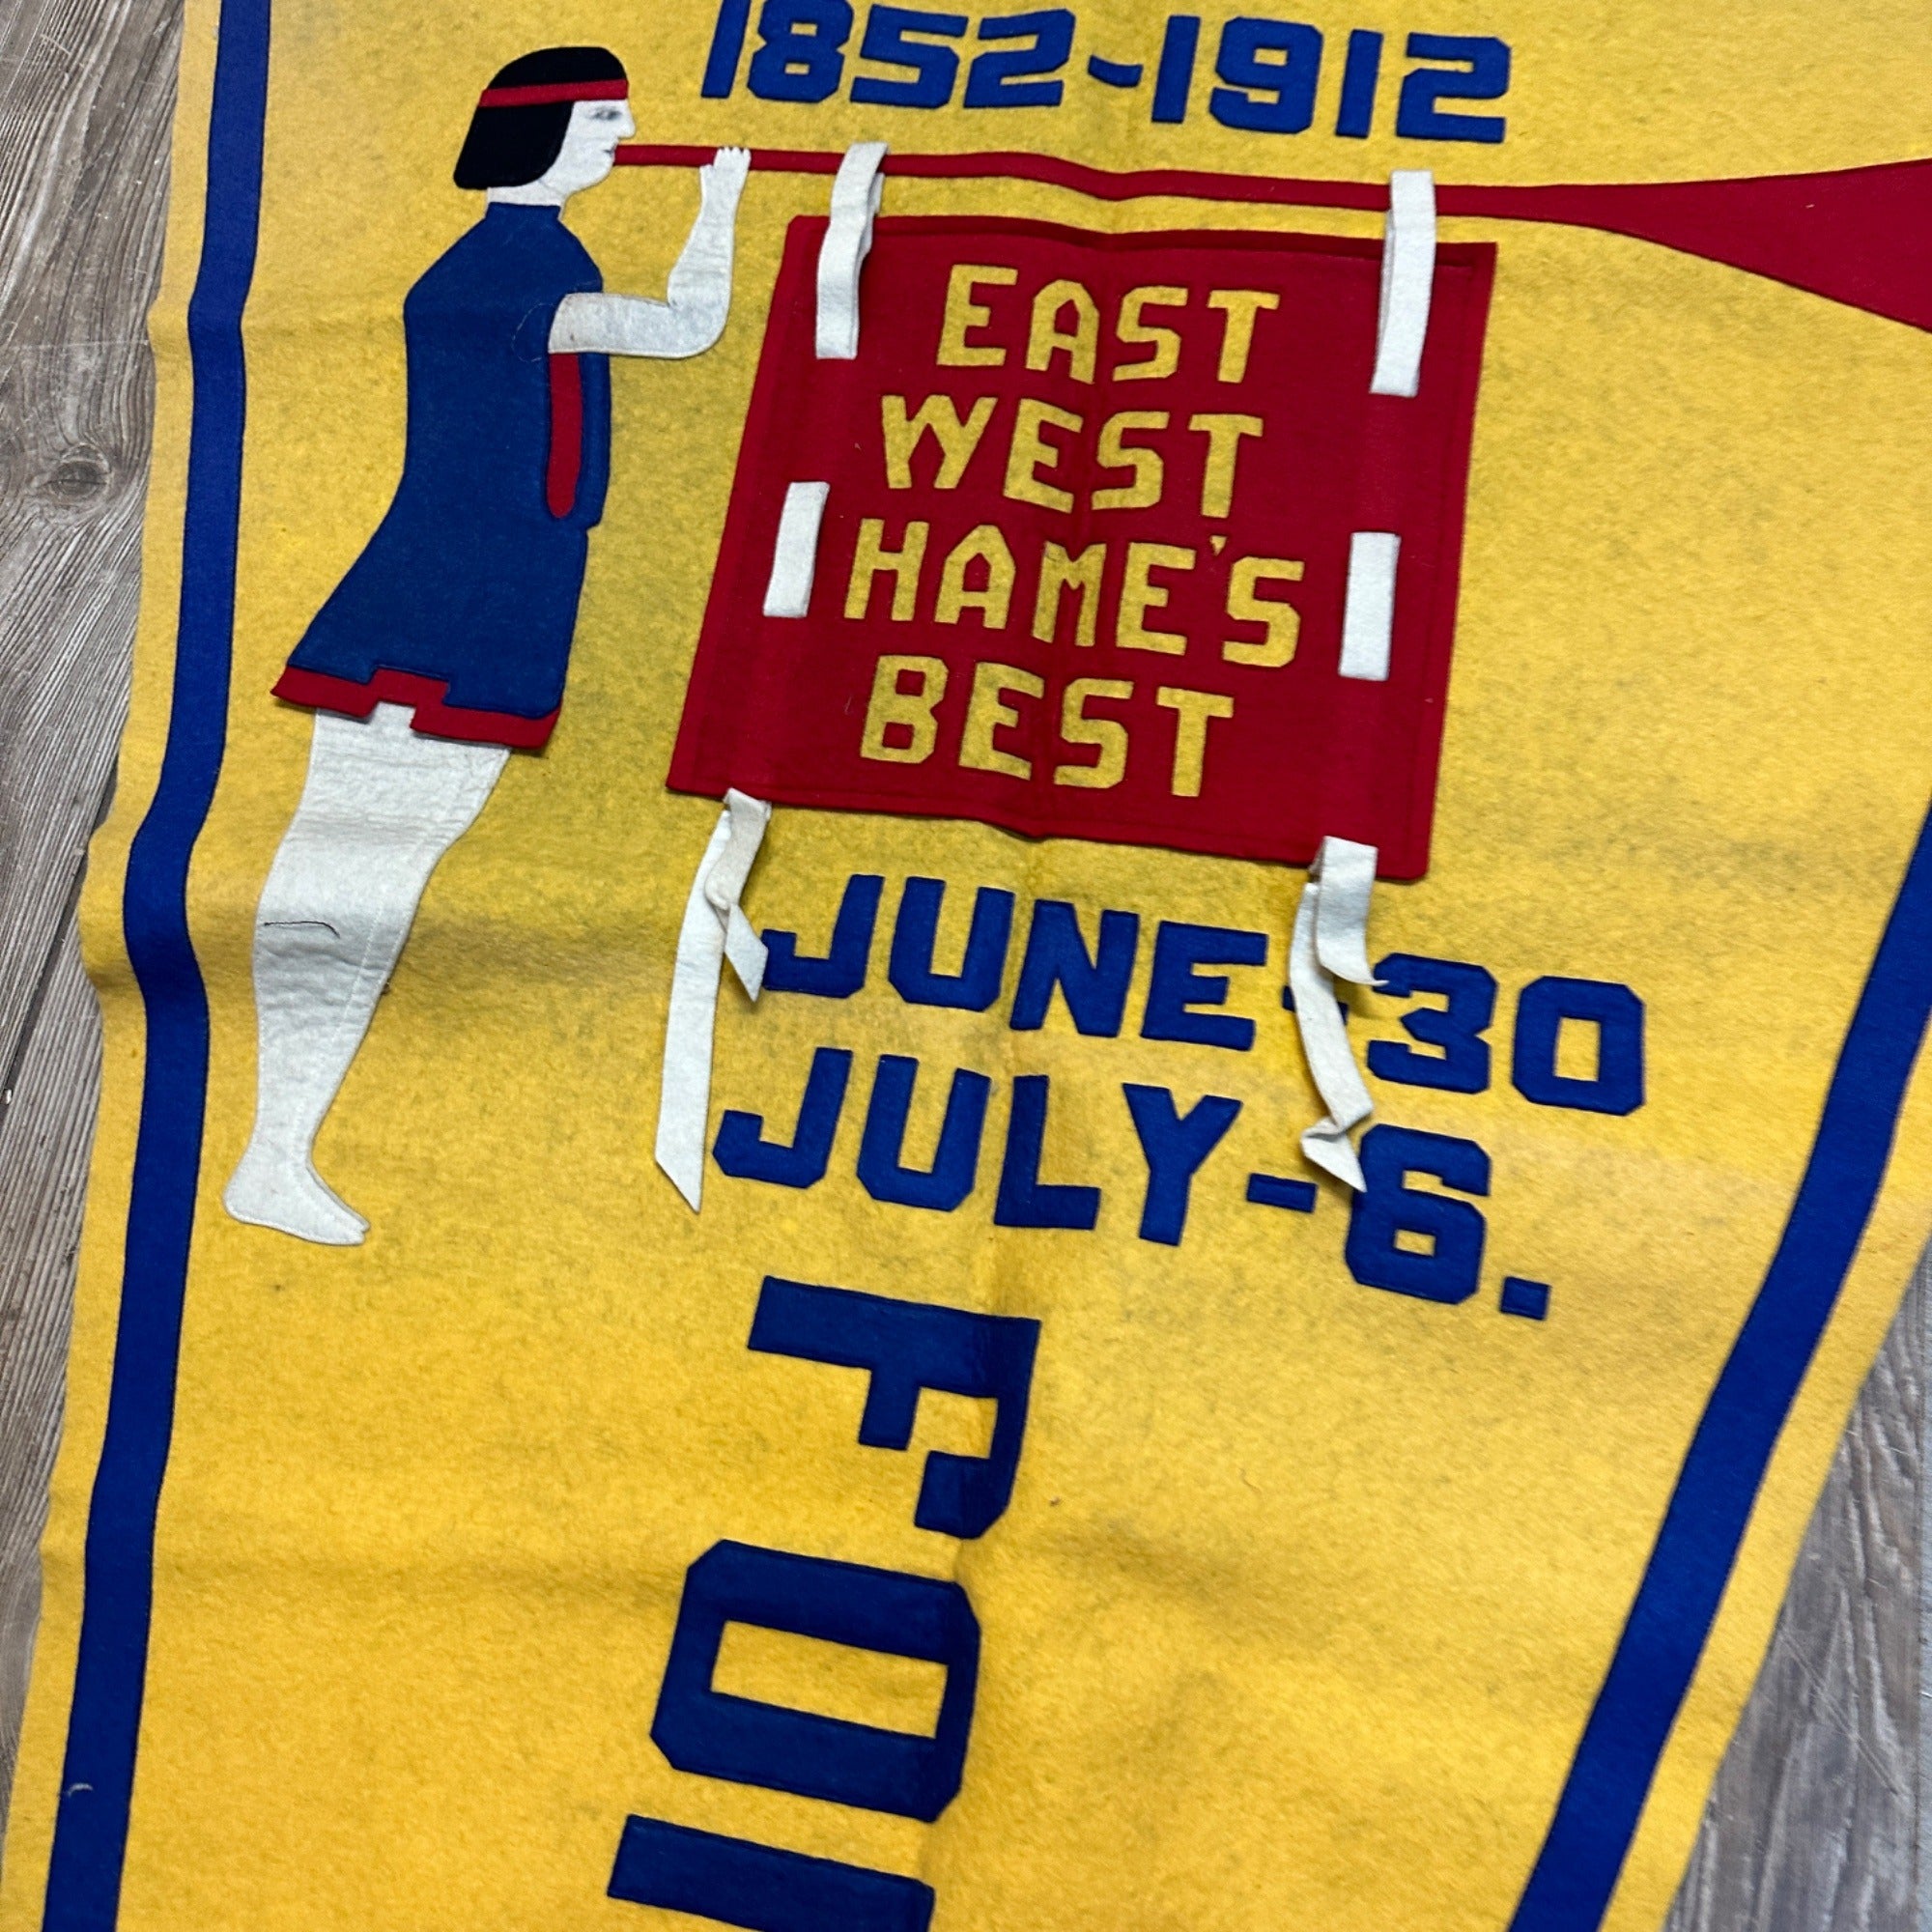 1852-1912
EAST
WEST
HAME'S
BEST
JUNE-30
JULY-6.